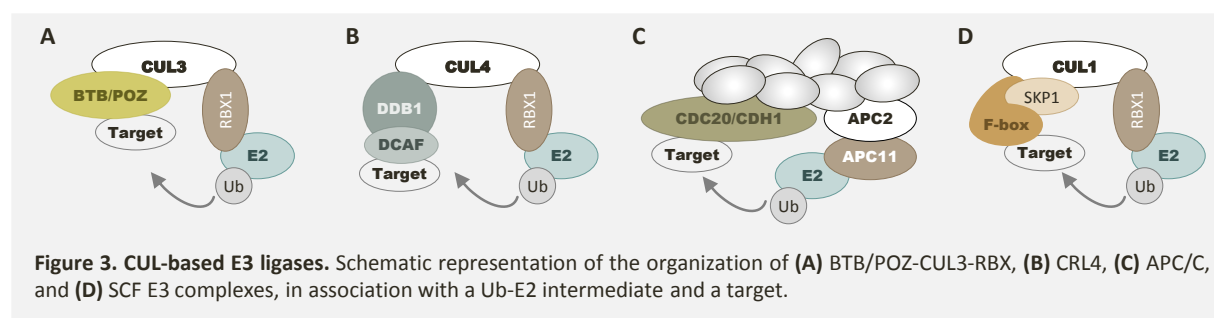 A
CUL3
BTB/POZ
RBX1
Target
E2
Ub
B
CUL4
DDB1
RBX1
DCAF
Target
E2
Ub
C
CDC20/CDH1
APC2
Target
APC11
E2
Ub
D
CUL1
SKP1
F-box
RBX1
Target
E2
Ub
Figure 3. CUL-based E3 ligases. Schematic representation of the organization of (A) BTB/POZ-CUL3-RBX, (B) CRL4, (C) APC/C,
and (D) SCF E3 complexes, in association with a Ub-E2 intermediate and a target.